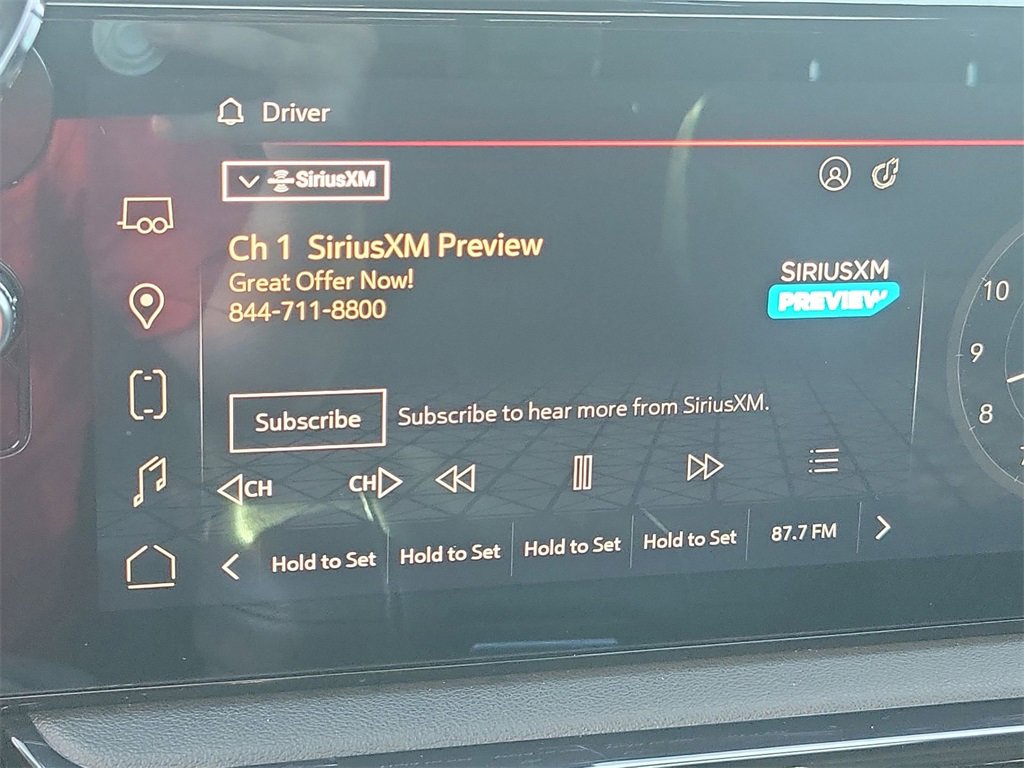 Driver
SiriusXM
Ch 1 SiriusXM Preview
Great Offer Now!
844-711-8800
SIRIUSXM
PREVIEW
10
9
8
Subscribe
Subscribe to hear more from SiriusXM.
CH
CH
Hold to Set
Hold to Set
Hold to Set
Hold to Set
87.7 FM